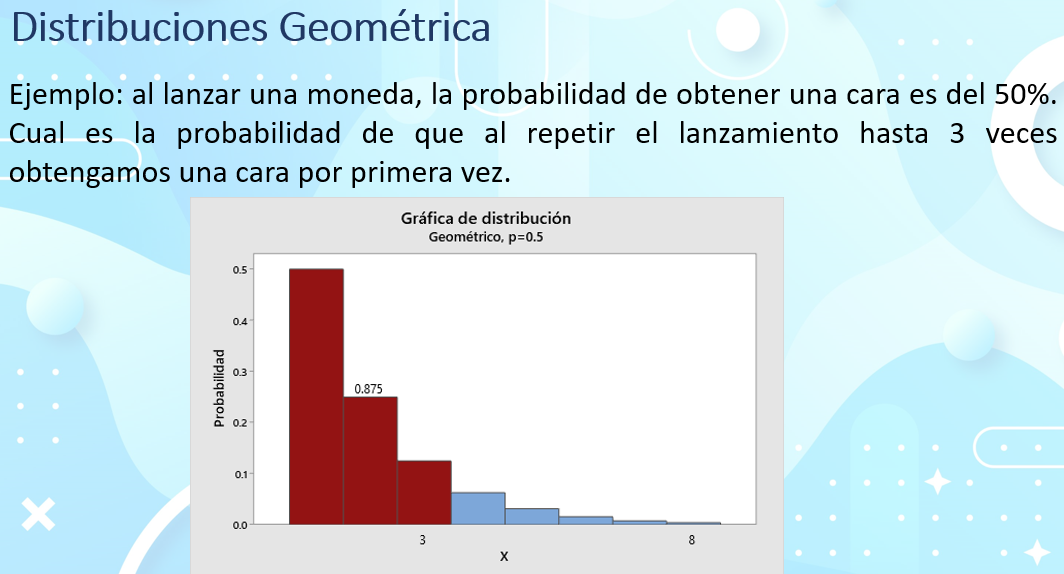 Distribuciones Geométrica
Ejemplo: al lanzar una moneda, la probabilidad de obtener una cara es del 50%.
Cual es la probabilidad de que al repetir el lanzamiento hasta 3 veces
obtengamos una cara por primera vez.
Gráfica de distribución
Geométrico, p=0.5
0.5
0.4
0.3
0.2
0.1
0.0
Probabilidad
0.875
3
8
X